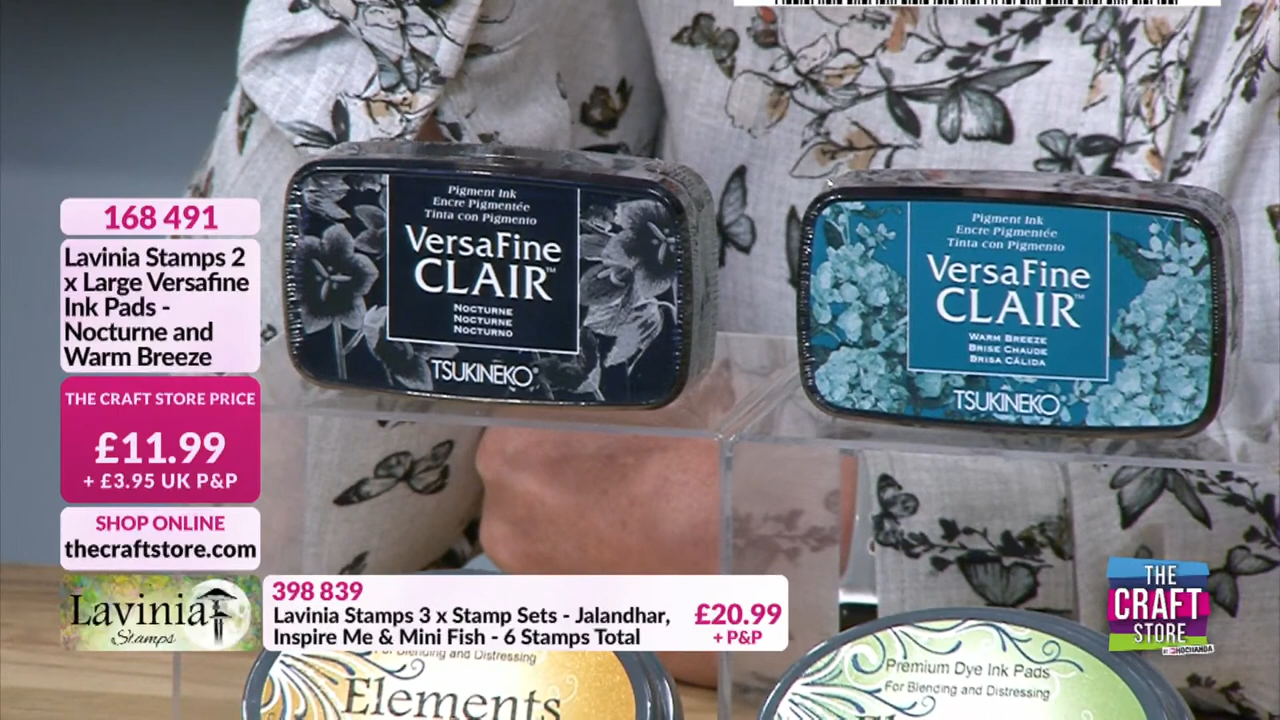 168 491
Lavinia Stamps 2
x Large Versafine
Ink Pads -
Nocturne and
Warm Breeze
THE CRAFT STORE PRICE
£11.99
+ £3.95 UK P&P
SHOP ONLINE
thecraftstore.com
Lavinia
Stamps
398 839
Lavinia Stamps 3 x Stamp Sets - Jalandhar,
Inspire Me & Mini Fish - 6 Stamps Total
£20.99
+ P&P
Pigment Ink
Encre Pigmentée
Tinta con Pigmento
VersaFine
CLAIR™
NOCTURNE
NOCTURNE
NOCTURNO
TSUKINEKO®
Pigment Ink
Encre Pigmentée
Tinta con Pigmento
VersaFine
CLAIR™
WARM BREEZE
BRISE CHAUDE
BRISA CÁLIDA
TSUKINEKO®
For Blending and Distressing
Elements
Premium Dye Ink Pads
For Blending and Distressing
THE
CRAFT
STORE
BY HOCHANDA